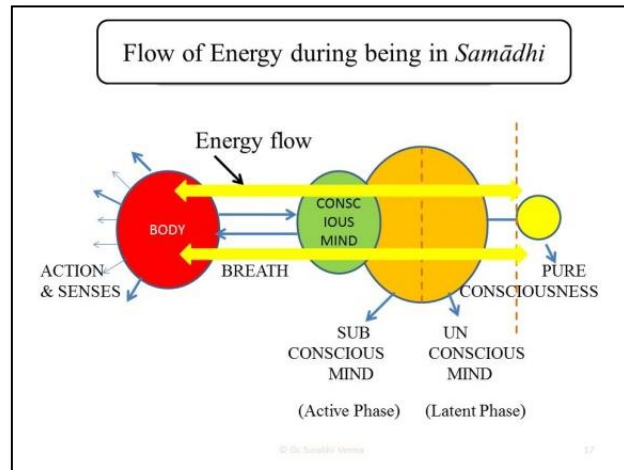 Flow of Energy during being in Samādhi
Energy flow
CONSC
IOUS
MIND
BODY
ACTION
& SENSES
BREATH
PURE
CONSCIOUSNESS
SUB
CONSCIOUS
MIND
(Active Phase)
UN
CONSCIOUS
MIND
(Latent Phase)
17